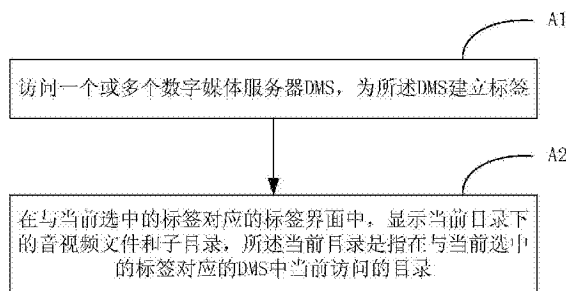 A1
访问一个或多个数字媒体服务器DMS，为所述DMS建立标签
A2
在与当前选中的标签对应的标签界面中，显示当前目录下
的音视频文件和子目录，所述当前目录是指在与当前选中
的标签对应的DMS中当前访问的目录